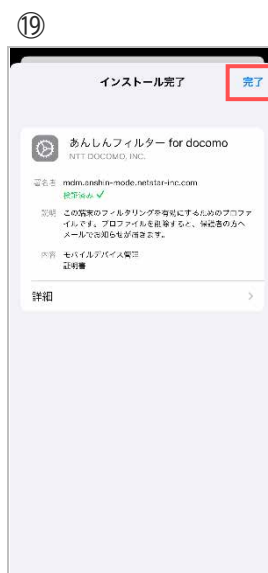 ⑲
インストール完了 完了
あんしんフィルター for docomo
NTT DOCOMO, INC.
署名者 mdm.anshin-mode.netstar-inc.com
検証済み ✓
説明 この端末のフィルタリングを有効にするためのプロファ
イルです。プロファイルを削除すると、保護者の方へ
メールでお知らせが届きます。
内容 モバイルデバイス管理
証明書
詳細